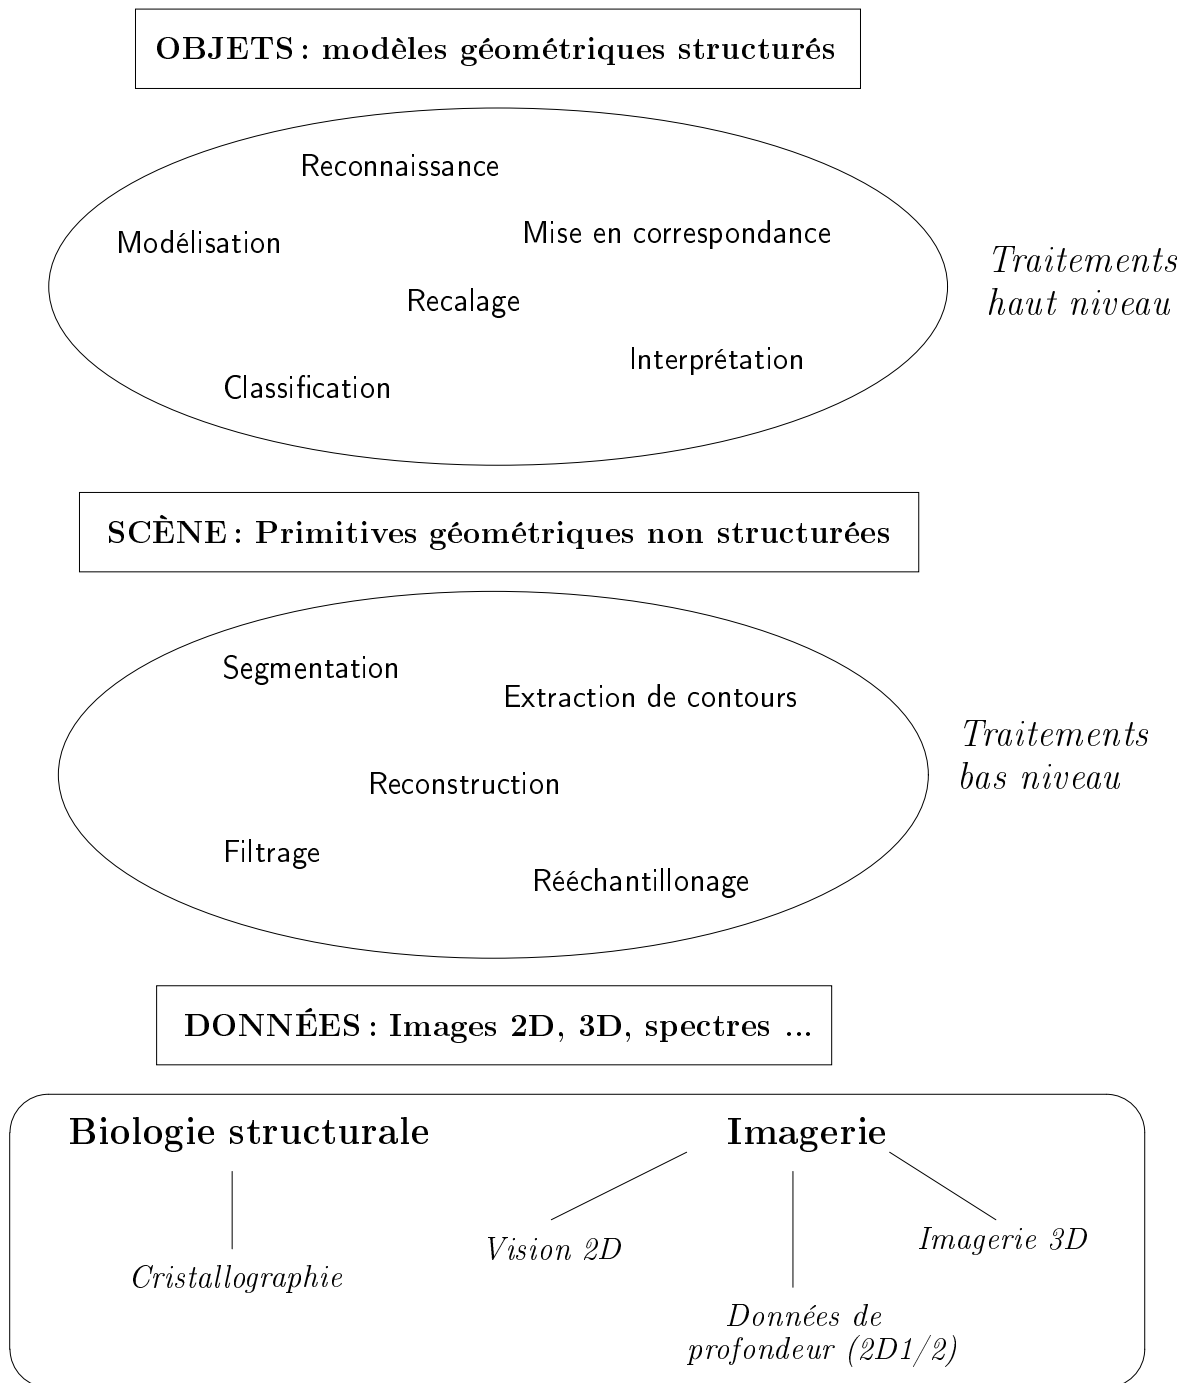 OBJETS : modèles géométriques structurés
Reconnaissance
Modélisation
Mise en correspondance
Recalage
Interprétation
Classification
Traitements
haut niveau
SCÈNE : Primitives géométriques non structurées
Segmentation
Extraction de contours
Reconstruction
Filtrage
Rééchantillonage
Traitements
bas niveau
DONNÉES : Images 2D, 3D, spectres ...
Biologie structurale
Imagerie
Cristallographie
Vision 2D
Données de
profondeur (2D1/2)
Imagerie 3D